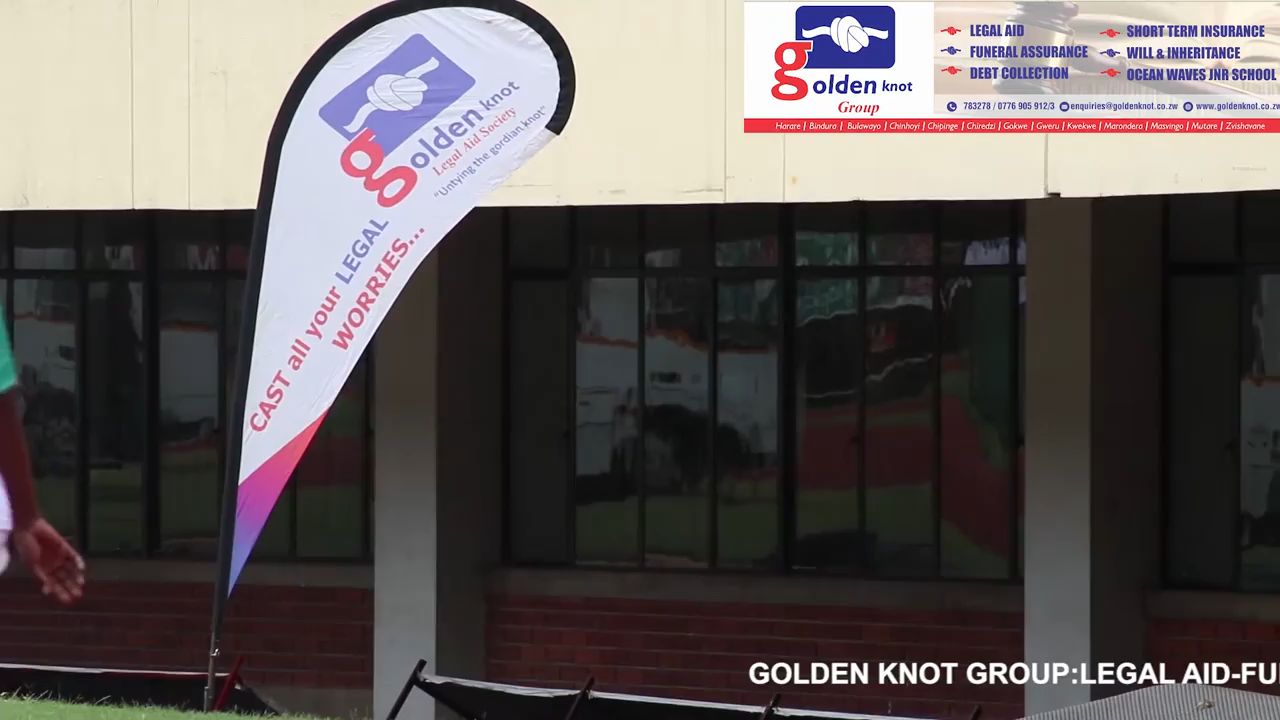 golden knot
Legal Aid Society
"Untying the gordian knot"
CAST all your LEGAL
WORRIES...
golden knot
Group
LEGAL AID
FUNERAL ASSURANCE
DEBT COLLECTION
SHORT TERM INSURANCE
WILL & INHERITANCE
OCEAN WAVES JNR SCHOOL
783278 / 0776 905 912/3 enquiries@goldenknot.co.zw www.goldenknot.co.zw
Harare | Bindura | Bulawayo | Chinhoyi | Chipinge | Chiredzi | Gokwe | Gweru | Kwekwe | Marondera | Masvingo | Mutare | Zvishavane
GOLDEN KNOT GROUP:LEGAL AID-FU